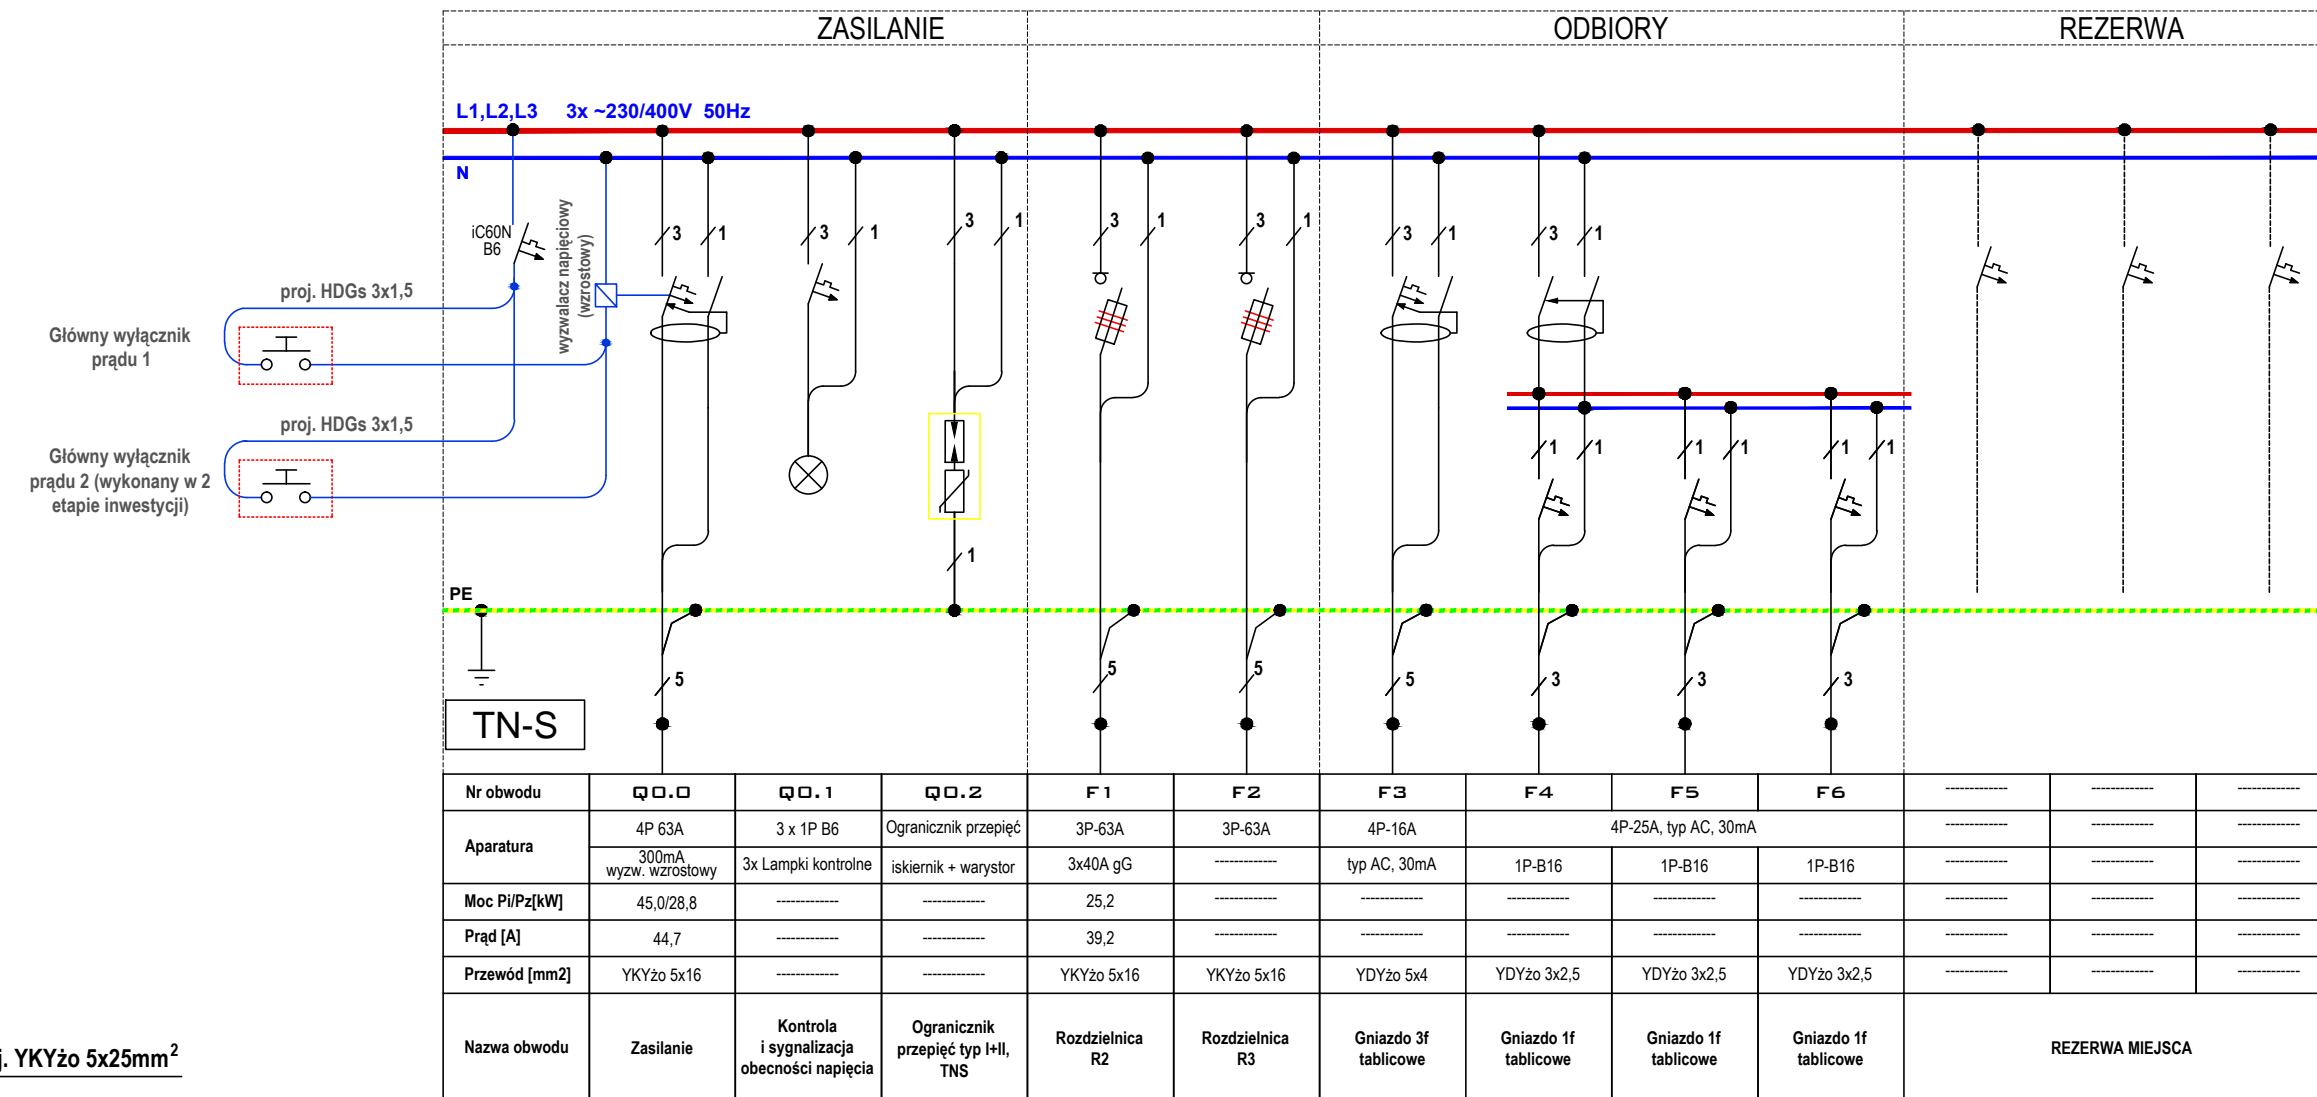 ZASILANIE
ODBIORY
REZERWA
L1,L2,L3 3x ~230/400V 50Hz
N
iC60N
B6
wyzwalacz napięciowy
(wzrostowy)
3 1 3 1 3 1 3 1 3 1 3 1 3 1
proj. HDGs 3x1,5
Główny wyłącznik
prądu 1
proj. HDGs 3x1,5
Główny wyłącznik
prądu 2 (wykonany w 2
etapie inwestycji)
1 1 1 1 1 1
1
PE
5 5 5 5 3 3 3
TN-S
Nr obwodu Q0.0 Q0.1 Q0.2 F1 F2 F3 F4 F5 F6 ------------- ------------- -------------
Aparatura
4P 63A 3 x 1P B6 Ogranicznik przepięć 3P-63A 3P-63A 4P-16A 4P-25A, typ AC, 30mA ------------- ------------- -------------
300mA
wyzw. wzrostowy 3x Lampki kontrolne iskiernik + warystor 3x40A gG ------------- typ AC, 30mA 1P-B16 1P-B16 1P-B16 ------------- ------------- -------------
Moc Pi/Pz[kW] 45,0/28,8 ------------- ------------- 25,2 ------------- ------------- ------------- ------------- ------------- ------------- ------------- -------------
Prąd [A] 44,7 ------------- ------------- 39,2 ------------- ------------- ------------- ------------- ------------- ------------- ------------- -------------
Przewód [mm2] YKYżo 5x16 ------------- ------------- YKYżo 5x16 YKYżo 5x16 YDYżo 5x4 YDYżo 3x2,5 YDYżo 3x2,5 YDYżo 3x2,5 ------------- ------------- -------------
Nazwa obwodu
Zasilanie
Kontrola
i sygnalizacja
obecności napięcia
Ogranicznik
przepięć typ I+II,
TNS
Rozdzielnica
R2
Rozdzielnica
R3
Gniazdo 3f
tablicowe
Gniazdo 1f
tablicowe
Gniazdo 1f
tablicowe
Gniazdo 1f
tablicowe
REZERWA MIEJSCA
j. YKYżo 5x25mm²